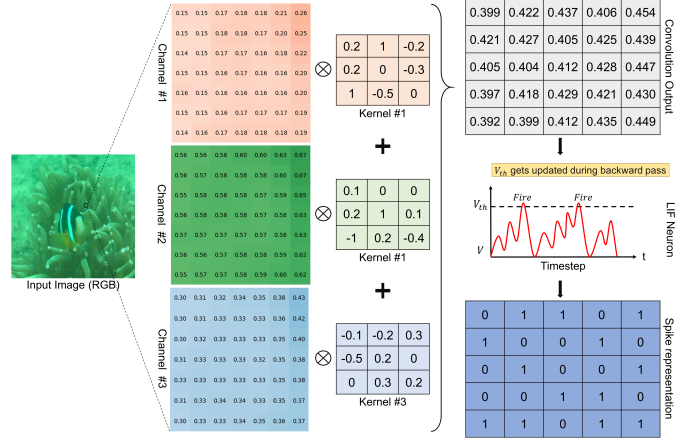 Channel #1
0.15 0.15 0.17 0.18 0.18 0.21 0.26
0.15 0.16 0.18 0.18 0.17 0.20 0.25
0.14 0.15 0.17 0.16 0.16 0.18 0.22
0.15 0.14 0.15 0.17 0.16 0.16 0.20
0.15 0.16 0.17 0.16 0.15 0.16 0.18
0.15 0.15 0.16 0.17 0.17 0.16 0.20
0.14 0.16 0.17 0.18 0.18 0.18 0.19
0.2 1 -0.2
0.2 0 -0.3
1 -0.5 0
Kernel #1
Channel #2
0.56 0.56 0.58 0.60 0.60 0.63 0.67
0.56 0.56 0.58 0.60 0.60 0.62 0.67
0.55 0.57 0.58 0.58 0.57 0.59 0.65
0.56 0.58 0.58 0.57 0.56 0.58 0.63
0.56 0.57 0.58 0.57 0.57 0.58 0.61
0.56 0.57 0.58 0.58 0.59 0.60 0.62
0.55 0.57 0.58 0.58 0.59 0.60 0.62
0.1 0 0
0.2 1 0.1
-1 0.2 -0.4
Kernel #1
Channel #3
0.30 0.31 0.32 0.34 0.35 0.38 0.43
0.30 0.31 0.33 0.34 0.34 0.36 0.42
0.30 0.32 0.33 0.33 0.33 0.35 0.40
0.31 0.33 0.33 0.33 0.32 0.35 0.38
0.31 0.33 0.33 0.33 0.33 0.35 0.38
0.31 0.33 0.34 0.34 0.33 0.35 0.37
0.30 0.33 0.33 0.34 0.35 0.36 0.37
-0.1 -0.2 0.3
-0.5 0.2 0
0 0.3 0.2
Kernel #3
Input Image (RGB)
0.399 0.422 0.437 0.406 0.454
0.421 0.427 0.405 0.425 0.439
0.405 0.404 0.412 0.428 0.447
0.397 0.418 0.429 0.421 0.430
0.392 0.399 0.412 0.435 0.449
Convolution Output
V_th gets updated during backward pass
Fire Fire
V_th
V
t
Timestep
LIF Neuron
0 1 1 0 1
1 0 0 1 0
1 0 0 0 1
0 0 1 1 0
1 1 0 1 1
Spike representation